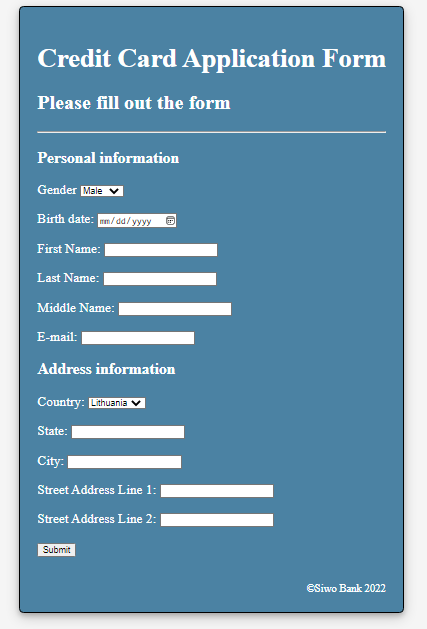 Credit Card Application Form
Please fill out the form
Personal information
Gender Male
Birth date: mm/dd/yyyy
First Name:
Last Name:
Middle Name:
E-mail:
Address information
Country: Lithuania
State:
City:
Street Address Line 1:
Street Address Line 2:
Submit
©Siwo Bank 2022